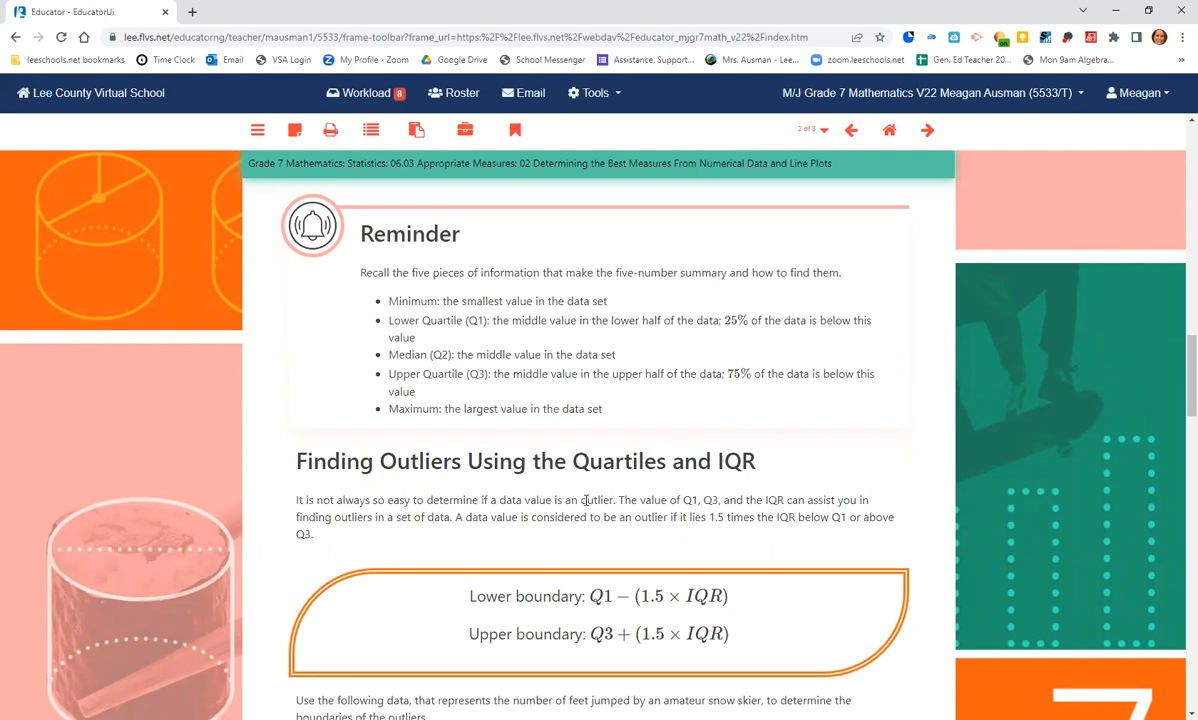 Educator - EducatorUi
lee.flvs.net/educatorng/teacher/mausman1/5533/frame-toolbar?frame_url=https:%2F%2Flee.flvs.net%2Fwebdav%2Feducator_mjgr7math_v22%2Findex.htm
leeschools.net bookmarks Time Clock Email VSA Login My Profile - Zoom Google Drive School Messenger Assistance, Support... Mrs. Ausman - Lee... zoom.leeschools.net Gen. Ed Teacher 20... Mon 9am Algebra... »
Lee County Virtual School Workload 8 Roster Email Tools M/J Grade 7 Mathematics V22 Meagan Ausman (5533/T) Meagan
2 of 9
Grade 7 Mathematics: Statistics: 06.03 Appropriate Measures: 02 Determining the Best Measures From Numerical Data and Line Plots
Reminder
Recall the five pieces of information that make the five-number summary and how to find them.
• Minimum: the smallest value in the data set
• Lower Quartile (Q1): the middle value in the lower half of the data; 25% of the data is below this
value
• Median (Q2): the middle value in the data set
• Upper Quartile (Q3): the middle value in the upper half of the data; 75% of the data is below this
value
• Maximum: the largest value in the data set
Finding Outliers Using the Quartiles and IQR
It is not always so easy to determine if a data value is an outlier. The value of Q1, Q3, and the IQR can assist you in
finding outliers in a set of data. A data value is considered to be an outlier if it lies 1.5 times the IQR below Q1 or above
Q3.
Lower boundary: Q1 − (1.5 × IQR)
Upper boundary: Q3 + (1.5 × IQR)
Use the following data, that represents the number of feet jumped by an amateur snow skier, to determine the
boundaries of the outliers.
7